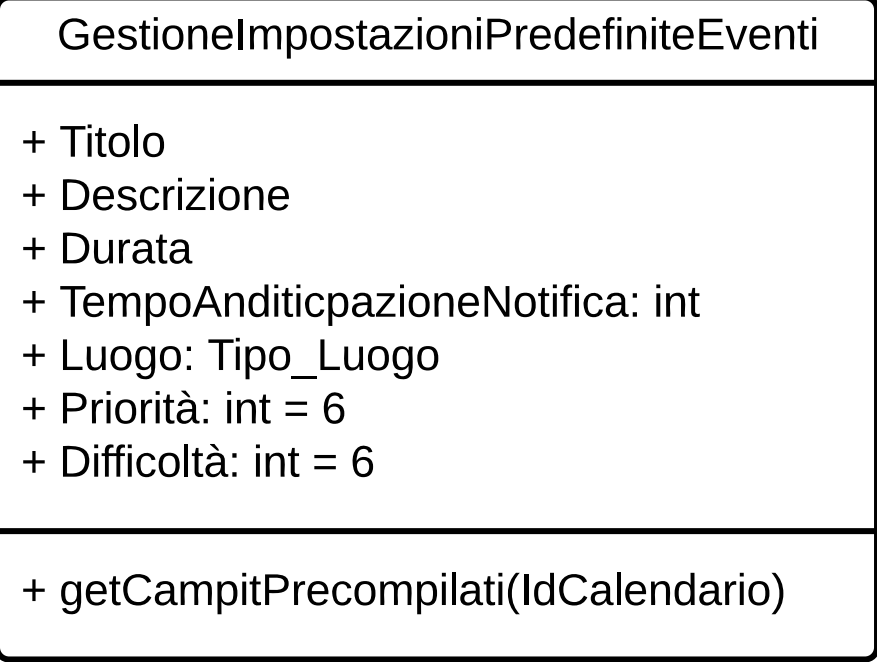 GestioneImpostazioniPredefiniteEventi
+ Titolo
+ Descrizione
+ Durata
+ TempoAnditicpazioneNotifica: int
+ Luogo: Tipo_Luogo
+ Priorità: int = 6
+ Difficoltà: int = 6
+ getCampitPrecompilati(IdCalendario)